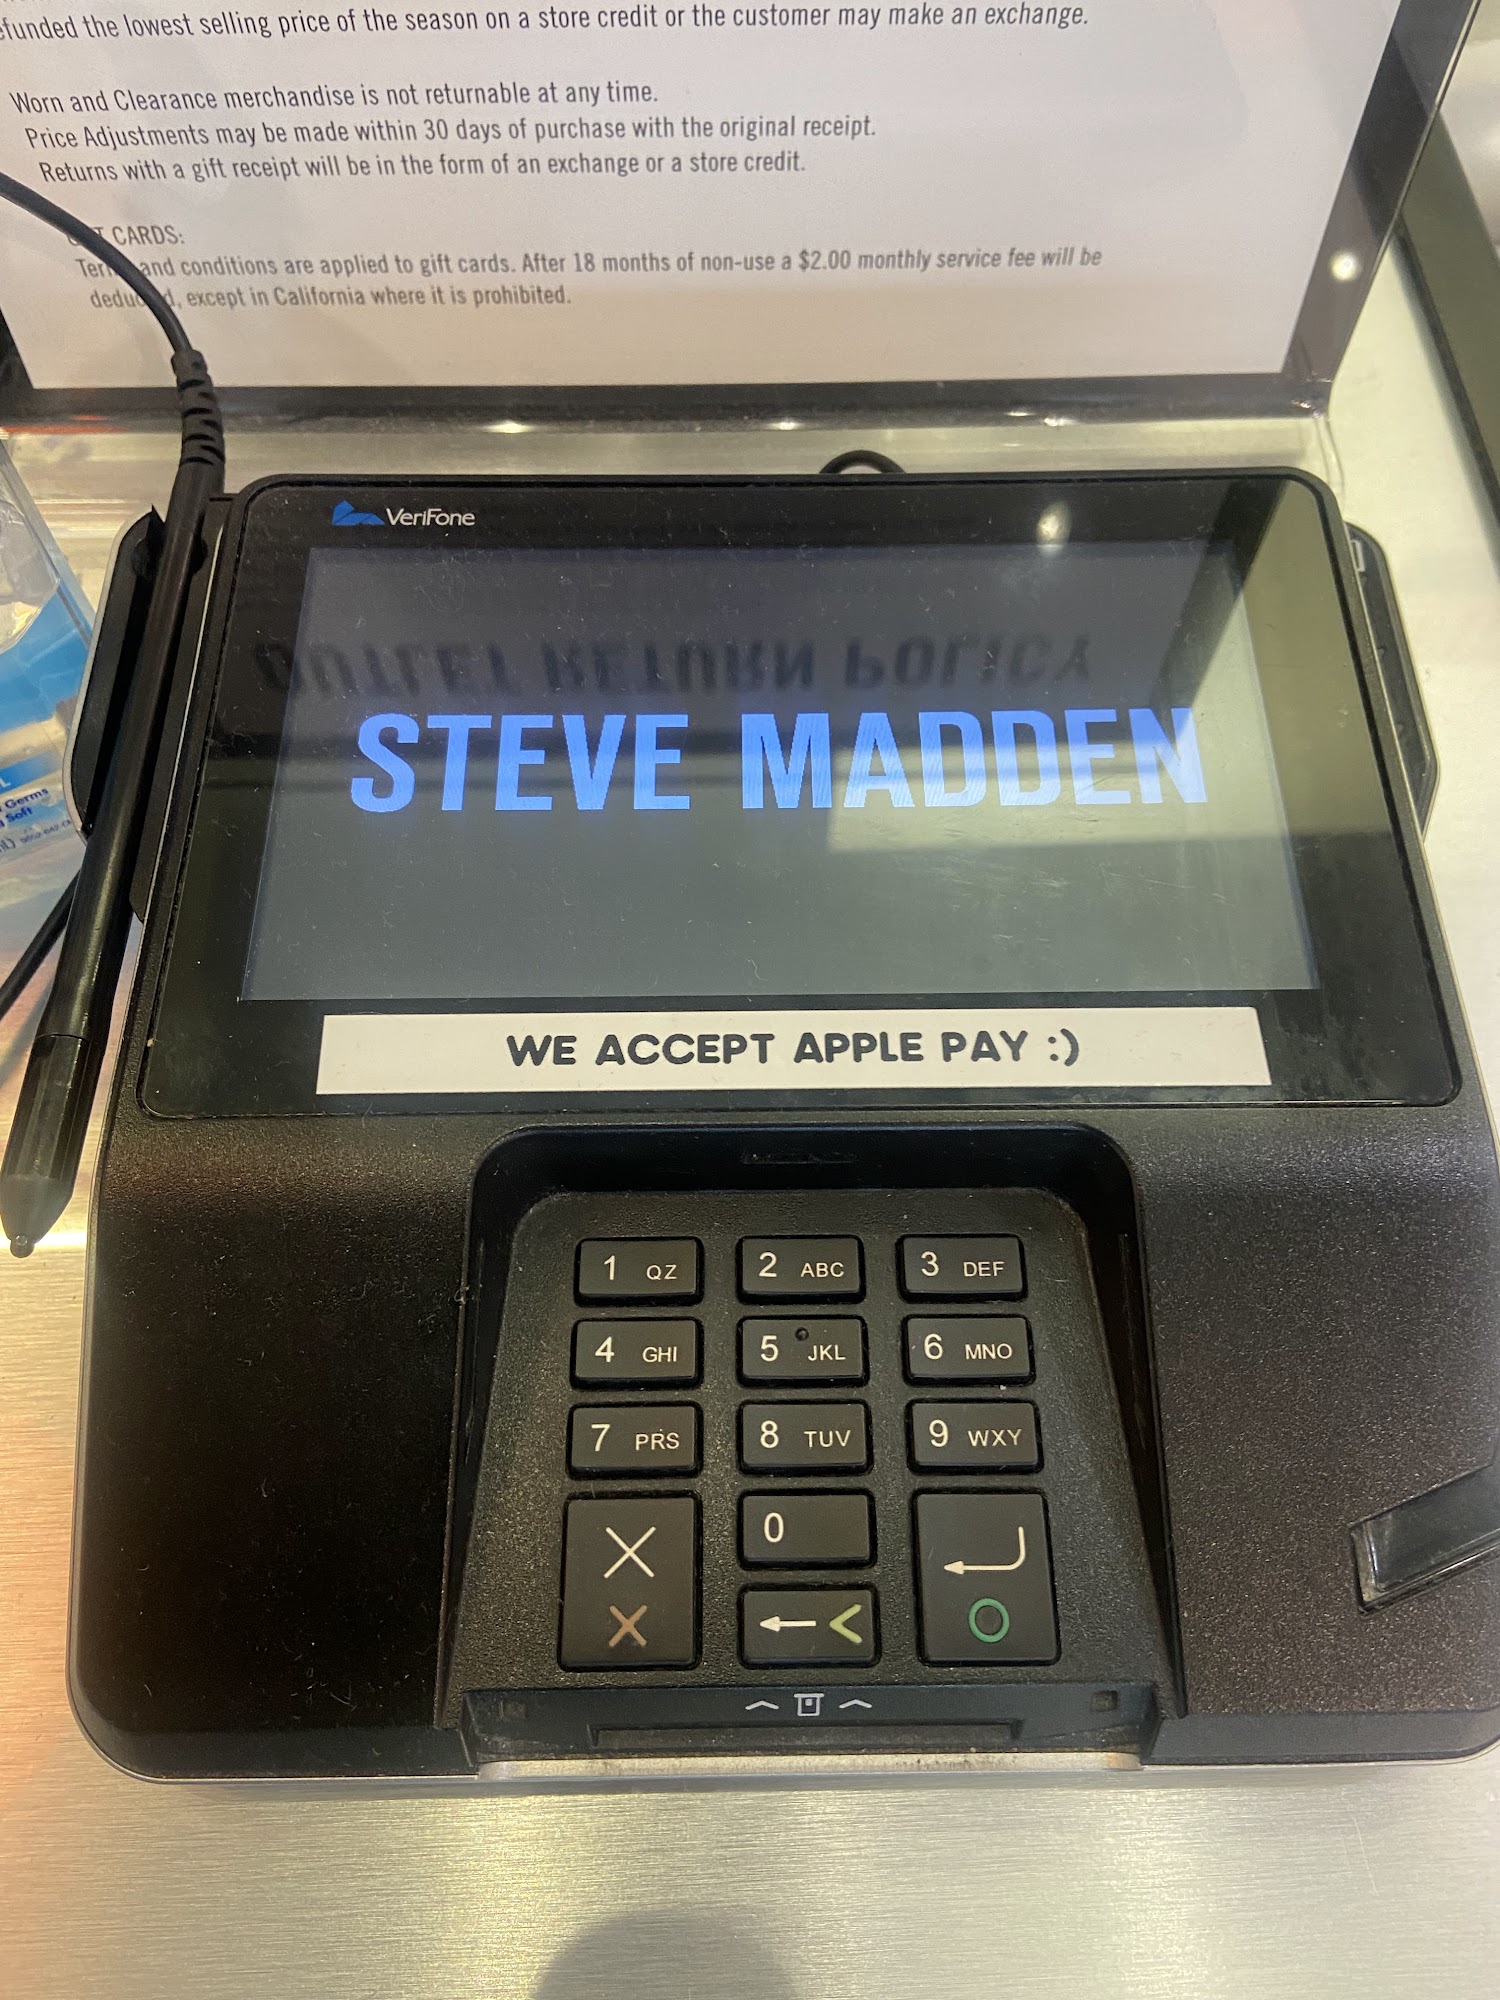 funded the lowest selling price of the season on a store credit or the customer may make an exchange.
Worn and Clearance merchandise is not returnable at any time.
Price Adjustments may be made within 30 days of purchase with the original receipt.
Returns with a gift receipt will be in the form of an exchange or a store credit.
CARDS:
and conditions are applied to gift cards. After 18 months of non-use a $2.00 monthly service fee will be
except in California where it is prohibited.
VeriFone
OUTLET RETURN POLICY
STEVE MADDEN
WE ACCEPT APPLE PAY :)
Germs
Soft
1 QZ
2 ABC
3 DEF
4 GHI
5 JKL
6 MNO
7 PRS
8 TUV
9 WXY
0